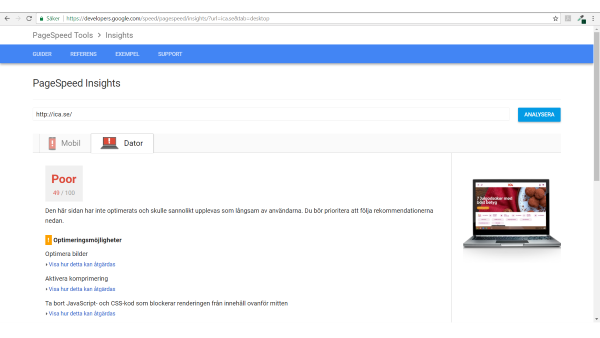 Säker | https://developers.google.com/speed/pagespeed/insights/?url=ica.se&tab=desktop
PageSpeed Tools > Insights
GUIDER REFERENS EXEMPEL SUPPORT
PageSpeed Insights
http://ica.se/
ANALYSERA
Mobil
Dator
Poor
49 / 100
Den här sidan har inte optimerats och skulle sannolikt upplevas som långsam av användarna. Du bör prioritera att följa rekommendationerna
nedan.
! Optimeringsmöjligheter
Optimera bilder
Visa hur detta kan åtgärdas
Aktivera komprimering
Visa hur detta kan åtgärdas
Ta bort JavaScript- och CSS-kod som blockerar renderingen från innehåll ovanför mitten
Visa hur detta kan åtgärdas
7 Julgodsaker med
bäst betyg